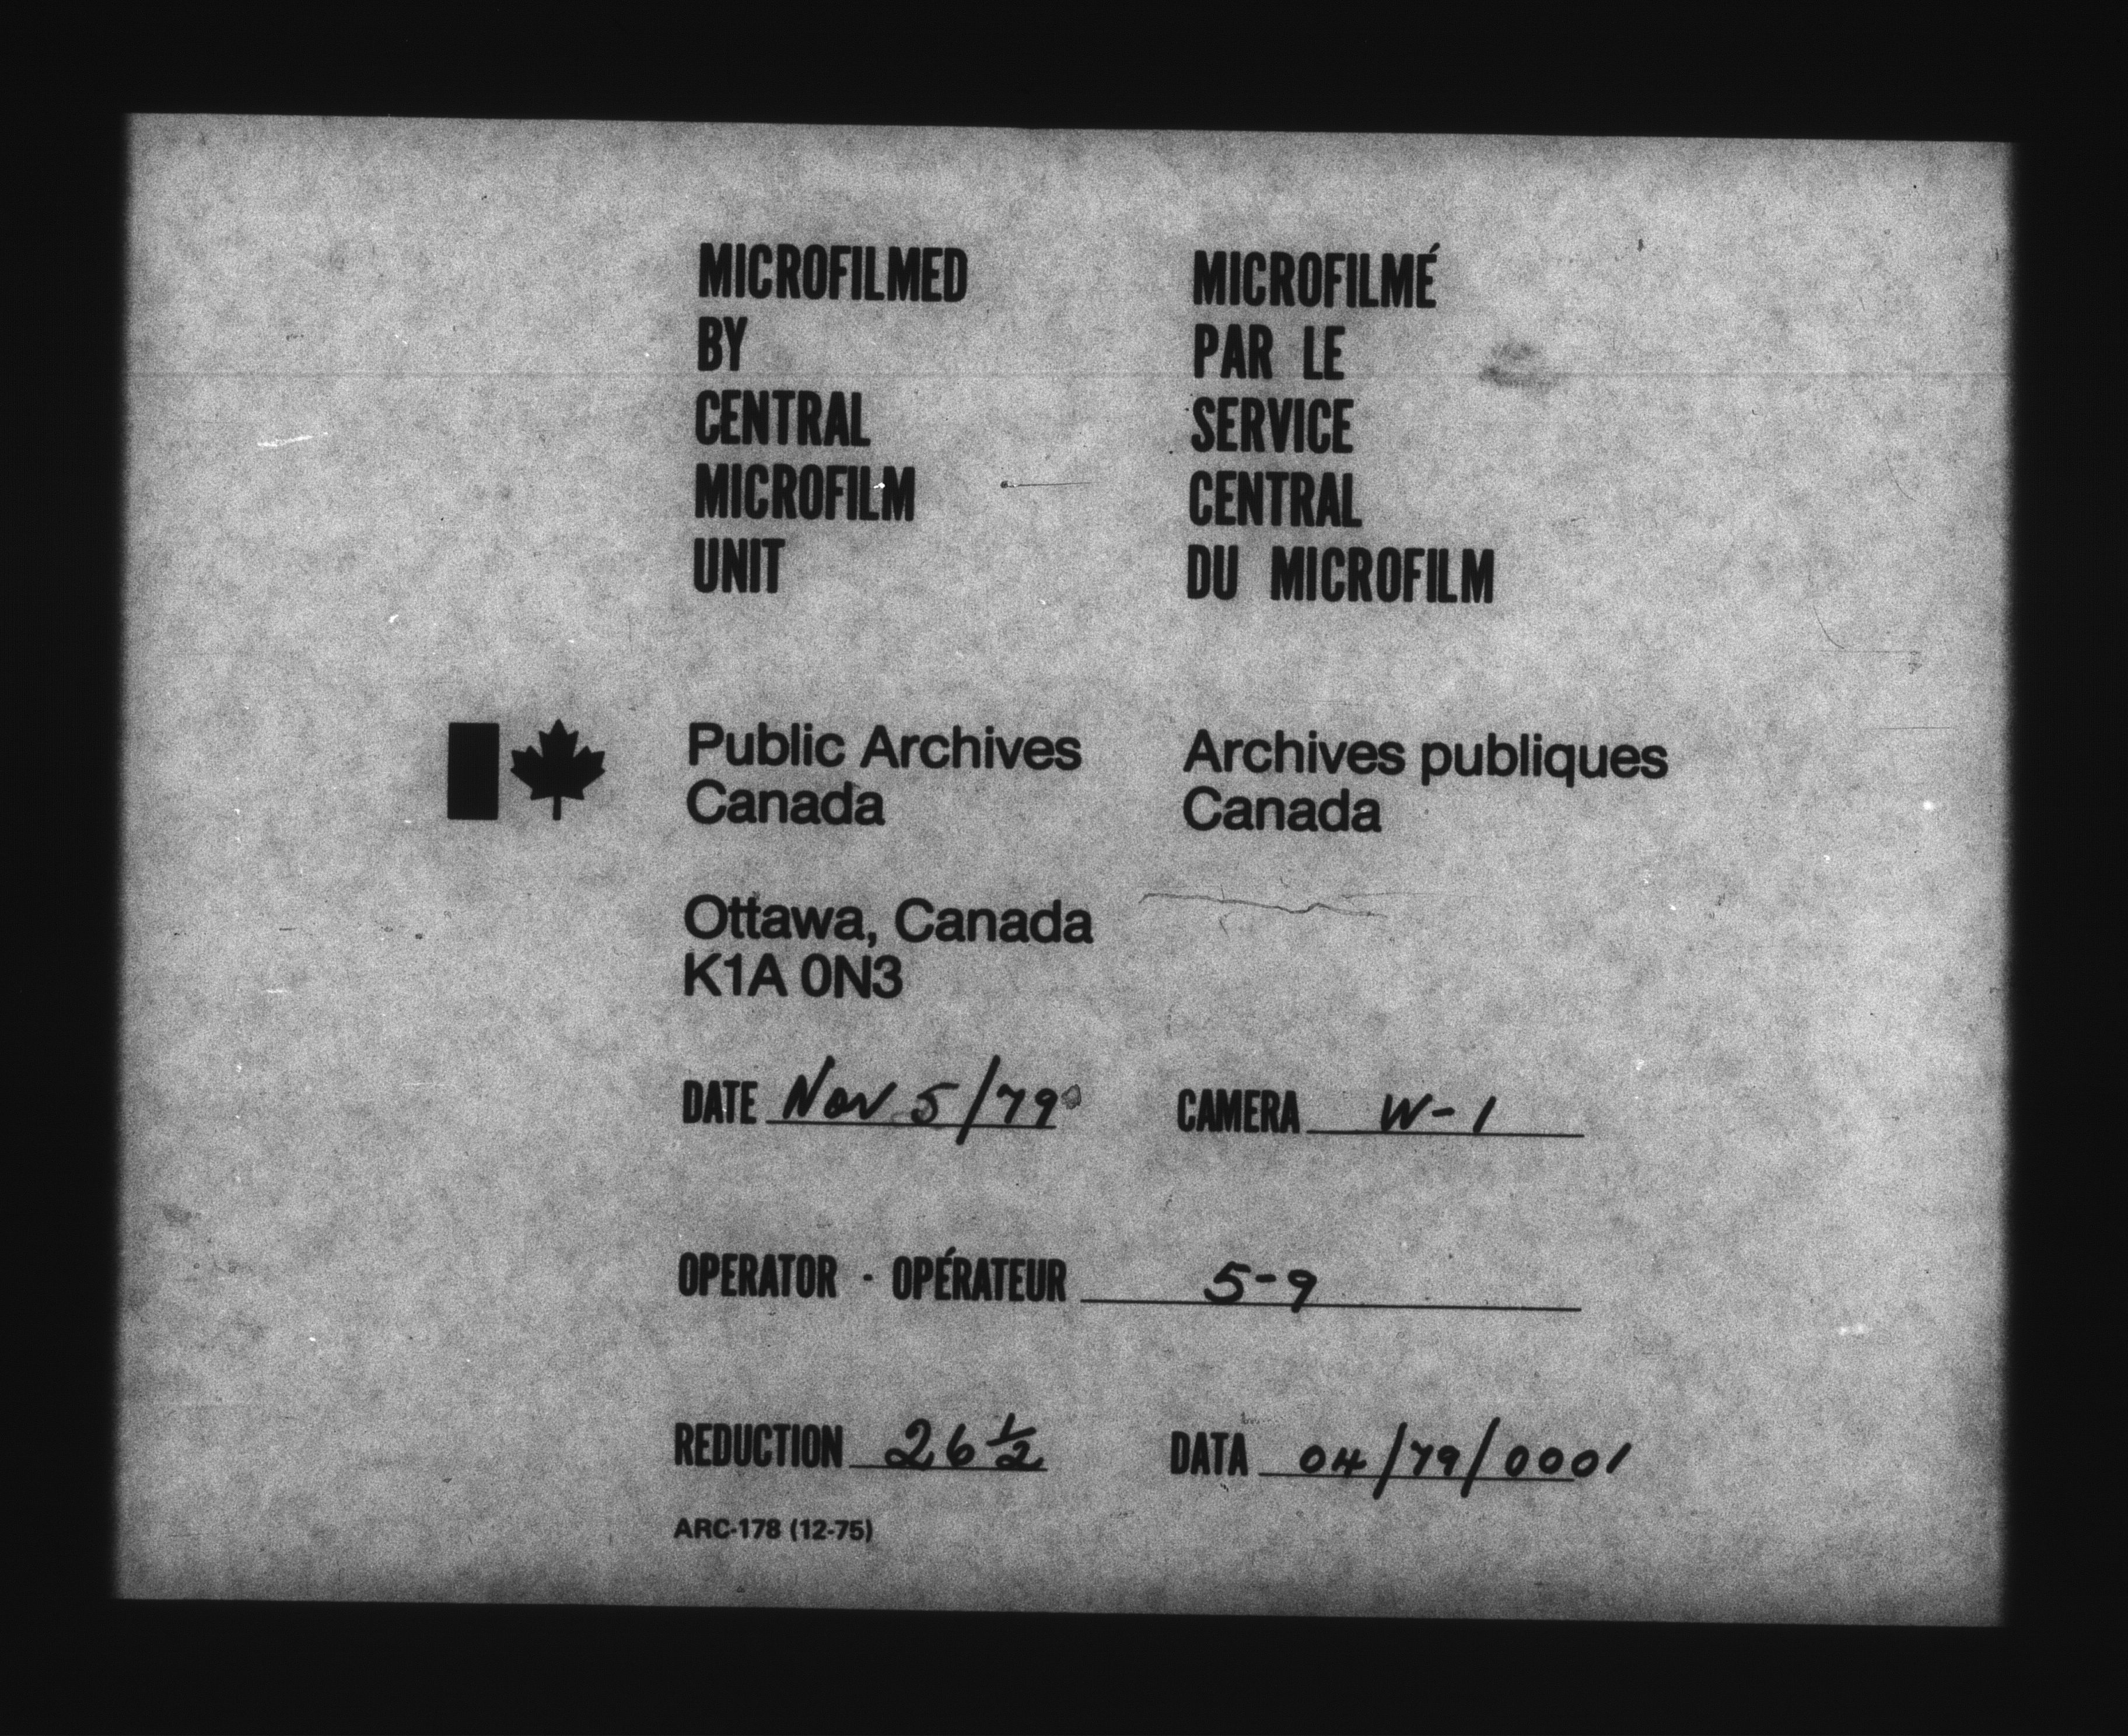 MICROFILMED
BY
CENTRAL
MICROFILM
UNIT
MICROFILMÉ
PAR LE
SERVICE
CENTRAL
DU MICROFILM
Public Archives
Canada
Archives publiques
Canada
Ottawa, Canada
K1A 0N3
DATE Nov 5/79
CAMERA W-1
OPERATOR - OPÉRATEUR 5-9
REDUCTION 26 1/2
DATA 04/79/0001
ARC-178 (12-75)